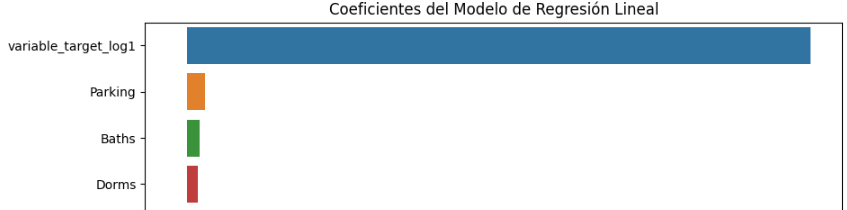 Coeficientes del Modelo de Regresión Lineal
variable_target_log1
Parking
Baths
Dorms